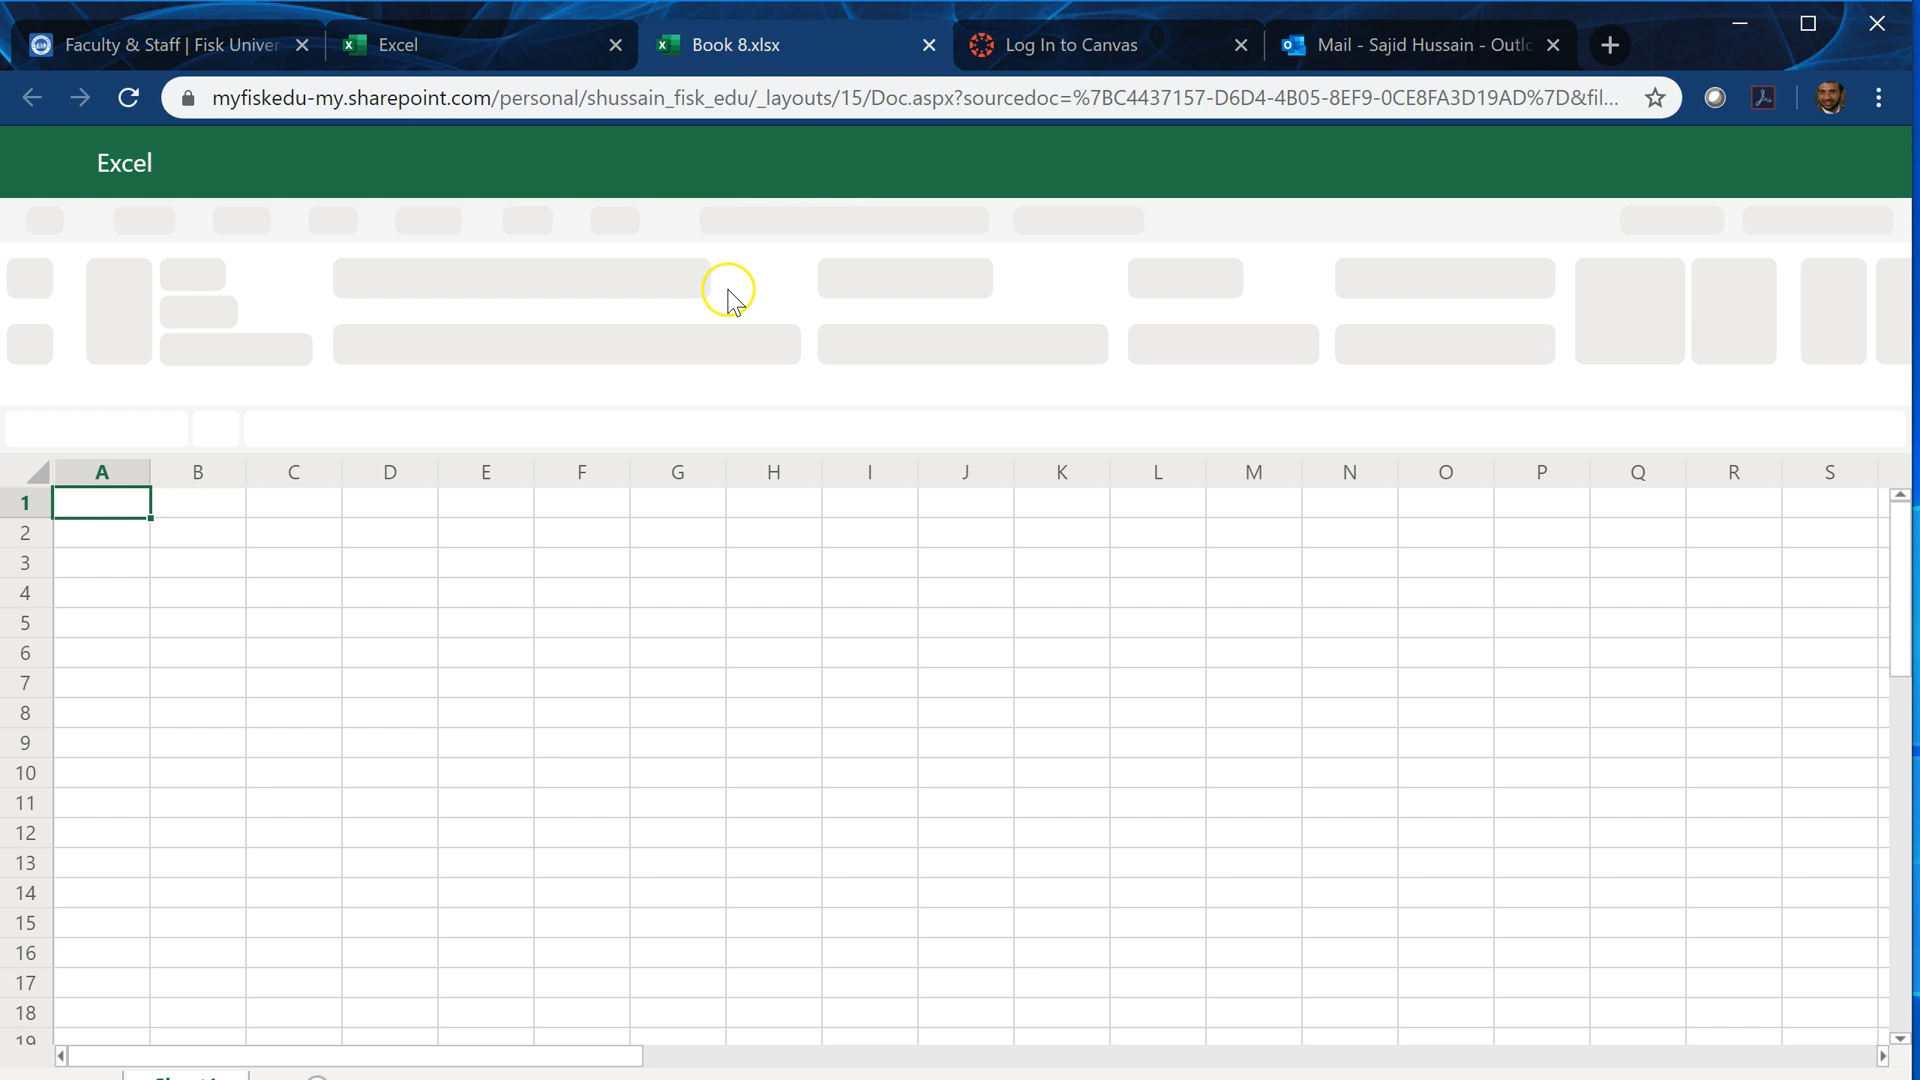 Faculty & Staff | Fisk Univer
Excel
Book 8.xlsx
Log In to Canvas
Mail - Sajid Hussain - Outlo
myfiskedu-my.sharepoint.com/personal/shussain_fisk_edu/_layouts/15/Doc.aspx?sourcedoc=%7BC4437157-D6D4-4B05-8EF9-0CE8FA3D19AD%7D&fil...
Excel
A B C D E F G H I J K L M N O P Q R S
1
2
3
4
5
6
7
8
9
10
11
12
13
14
15
16
17
18
19